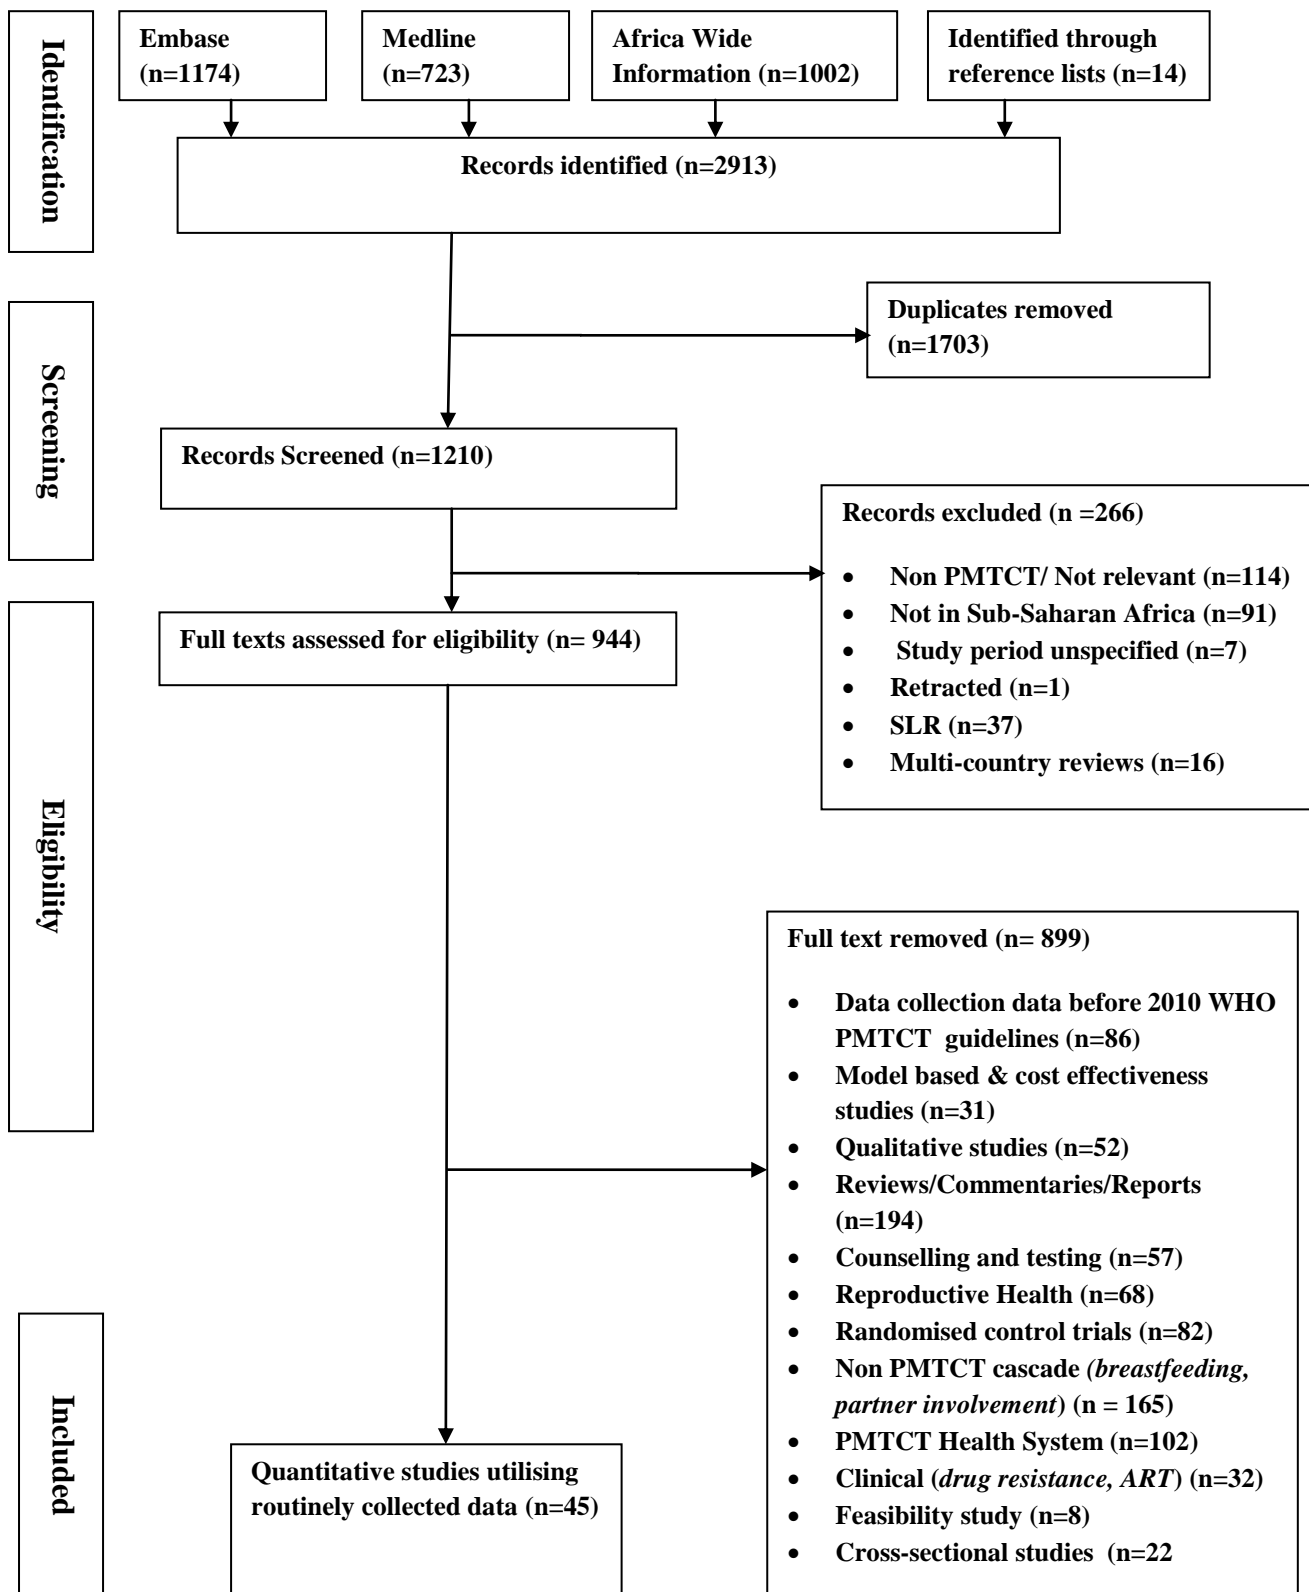 Identification
Embase
(n=1174)
Medline
(n=723)
Africa Wide
Information (n=1002)
Identified through
reference lists (n=14)
Records identified (n=2913)
Screening
Duplicates removed
(n=1703)
Records Screened (n=1210)
Records excluded (n =266)
• Non PMTCT/ Not relevant (n=114)
• Not in Sub-Saharan Africa (n=91)
• Study period unspecified (n=7)
• Retracted (n=1)
• SLR (n=37)
• Multi-country reviews (n=16)
Eligibility
Full texts assessed for eligibility (n= 944)
Full text removed (n= 899)
• Data collection data before 2010 WHO
PMTCT guidelines (n=86)
• Model based & cost effectiveness
studies (n=31)
• Qualitative studies (n=52)
• Reviews/Commentaries/Reports
(n=194)
• Counselling and testing (n=57)
• Reproductive Health (n=68)
• Randomised control trials (n=82)
• Non PMTCT cascade (breastfeeding,
partner involvement) (n = 165)
• PMTCT Health System (n=102)
• Clinical (drug resistance, ART) (n=32)
• Feasibility study (n=8)
• Cross-sectional studies (n=22
Included
Quantitative studies utilising
routinely collected data (n=45)